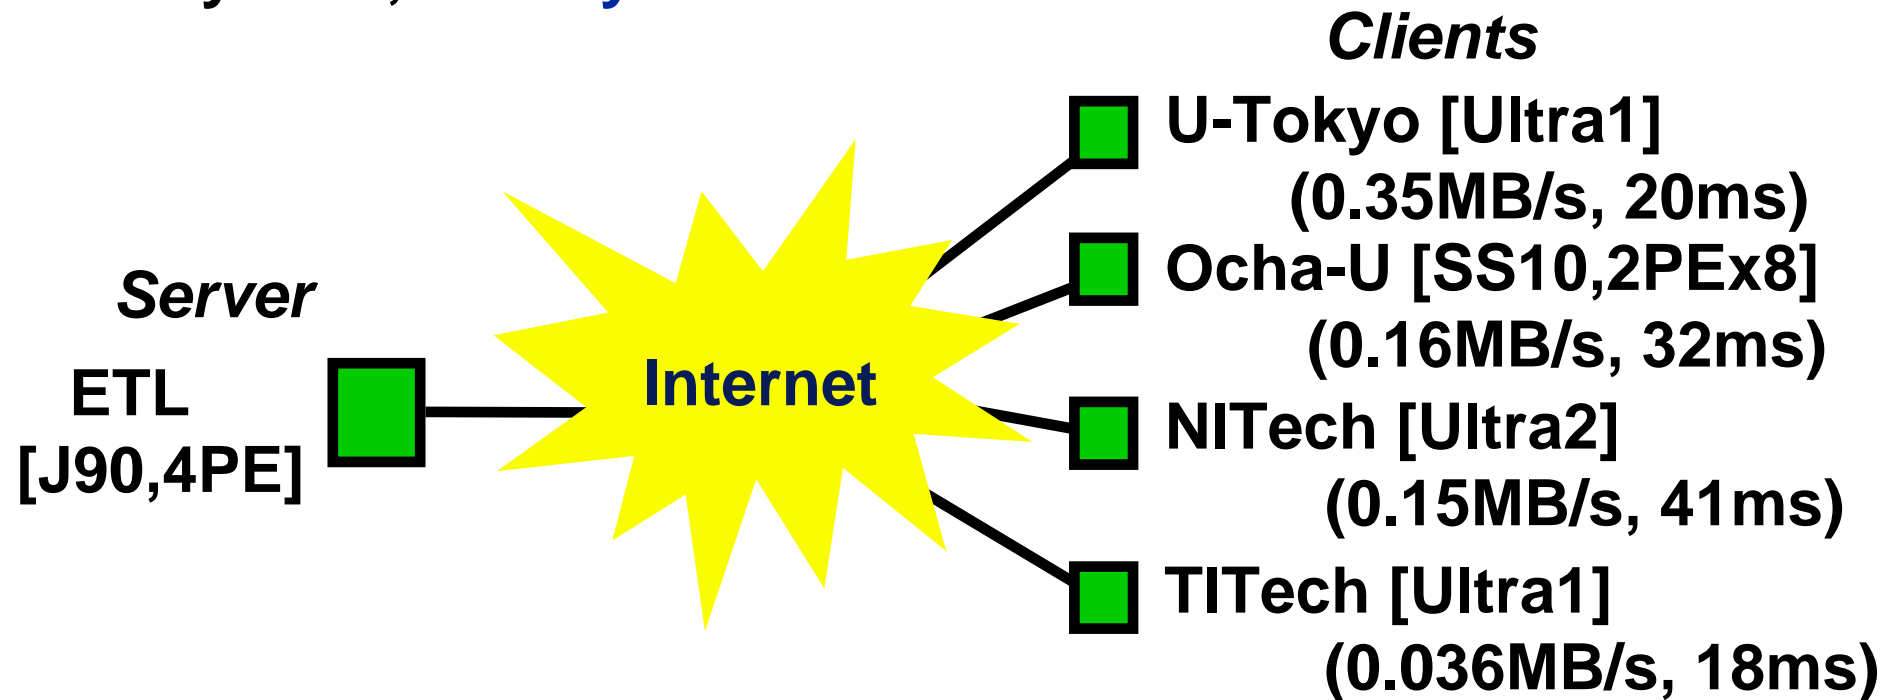 Clients
U-Tokyo [Ultra1]
(0.35MB/s, 20ms)
Ocha-U [SS10,2PEx8]
(0.16MB/s, 32ms)
Server
Internet
ETL
[J90,4PE]
NITech [Ultra2]
(0.15MB/s, 41ms)
TITech [Ultra1]
(0.036MB/s, 18ms)